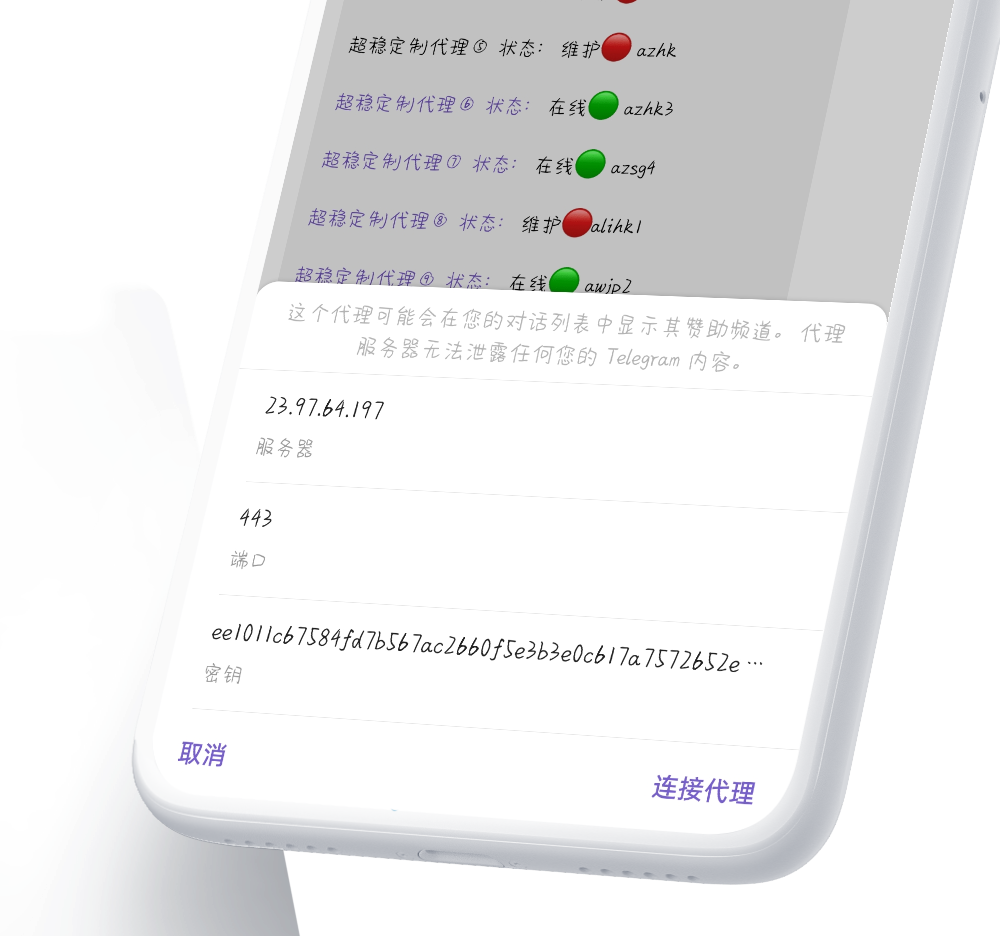 超稳定制代理⑤ 状态： 维护🔴 azhk
超稳定制代理⑥ 状态： 在线🟢 azhk3
超稳定制代理⑦ 状态： 在线🟢 azsg4
超稳定制代理⑧ 状态： 维护🔴alihk1
超稳定制代理⑨ 状态： 在线🟢 awjp2
这个代理可能会在您的对话列表中显示其赞助频道。 代理
服务器无法泄露任何您的 Telegram 内容。
23.97.64.197
服务器
443
端口
ee1011cb7584fd7b5b7ac2bb0f5e3b3e0cb17a7572b52e …
密钥
取消
连接代理